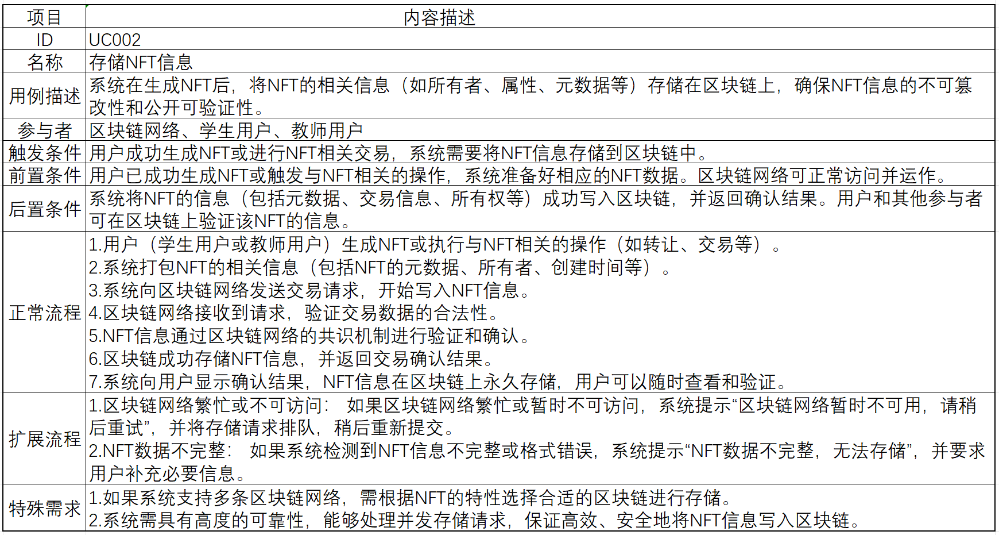 项目 内容描述
ID UC002
名称 存储NFT信息
用例描述 系统在生成NFT后，将NFT的相关信息（如所有者、属性、元数据等）存储在区块链上，确保NFT信息的不可篡
改性和公开可验证性。
参与者 区块链网络、学生用户、教师用户
触发条件 用户成功生成NFT或进行NFT相关交易，系统需要将NFT信息存储到区块链中。
前置条件 用户已成功生成NFT或触发与NFT相关的操作，系统准备好相应的NFT数据。区块链网络可正常访问并运作。
后置条件 系统将NFT的信息（包括元数据、交易信息、所有权等）成功写入区块链，并返回确认结果。用户和其他参与者
可在区块链上验证该NFT的信息。
正常流程 1.用户（学生用户或教师用户）生成NFT或执行与NFT相关的操作（如转让、交易等）。
2.系统打包NFT的相关信息（包括NFT的元数据、所有者、创建时间等）。
3.系统向区块链网络发送交易请求，开始写入NFT信息。
4.区块链网络接收到请求，验证交易数据的合法性。
5.NFT信息通过区块链网络的共识机制进行验证和确认。
6.区块链成功存储NFT信息，并返回交易确认结果。
7.系统向用户显示确认结果，NFT信息在区块链上永久存储，用户可以随时查看和验证。
扩展流程 1.区块链网络繁忙或不可访问： 如果区块链网络繁忙或暂时不可访问，系统提示“区块链网络暂时不可用，请稍
后重试”，并将存储请求排队，稍后重新提交。
2.NFT数据不完整： 如果系统检测到NFT信息不完整或格式错误，系统提示“NFT数据不完整，无法存储”，并要求
用户补充必要信息。
特殊需求 1.如果系统支持多条区块链网络，需根据NFT的特性选择合适的区块链进行存储。
2.系统需具有高度的可靠性，能够处理并发存储请求，保证高效、安全地将NFT信息写入区块链。